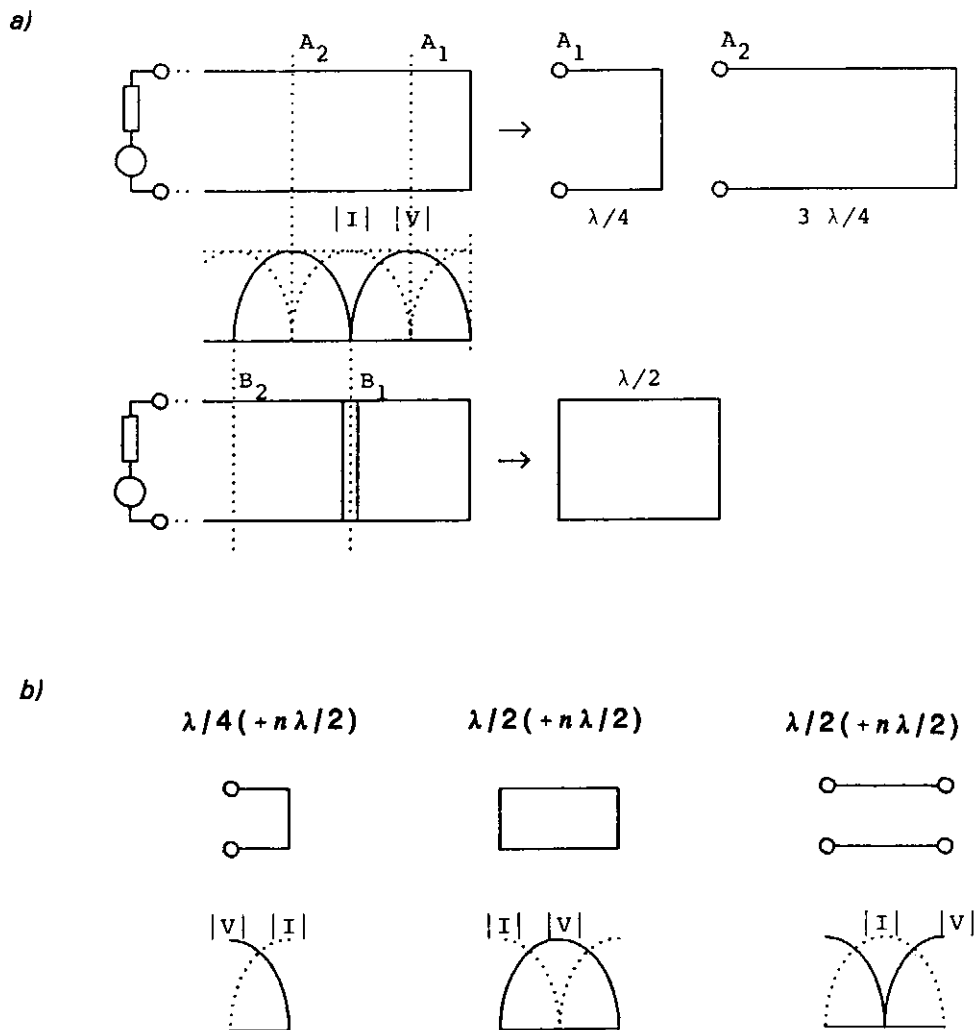 a)
A2 A1 A1 A2
→
|I| |V| λ/4 3 λ/4
B2 B1 λ/2
→
b)
λ/4(+nλ/2) λ/2(+nλ/2) λ/2(+nλ/2)
|V| |I| |I| |V| |I| |V|